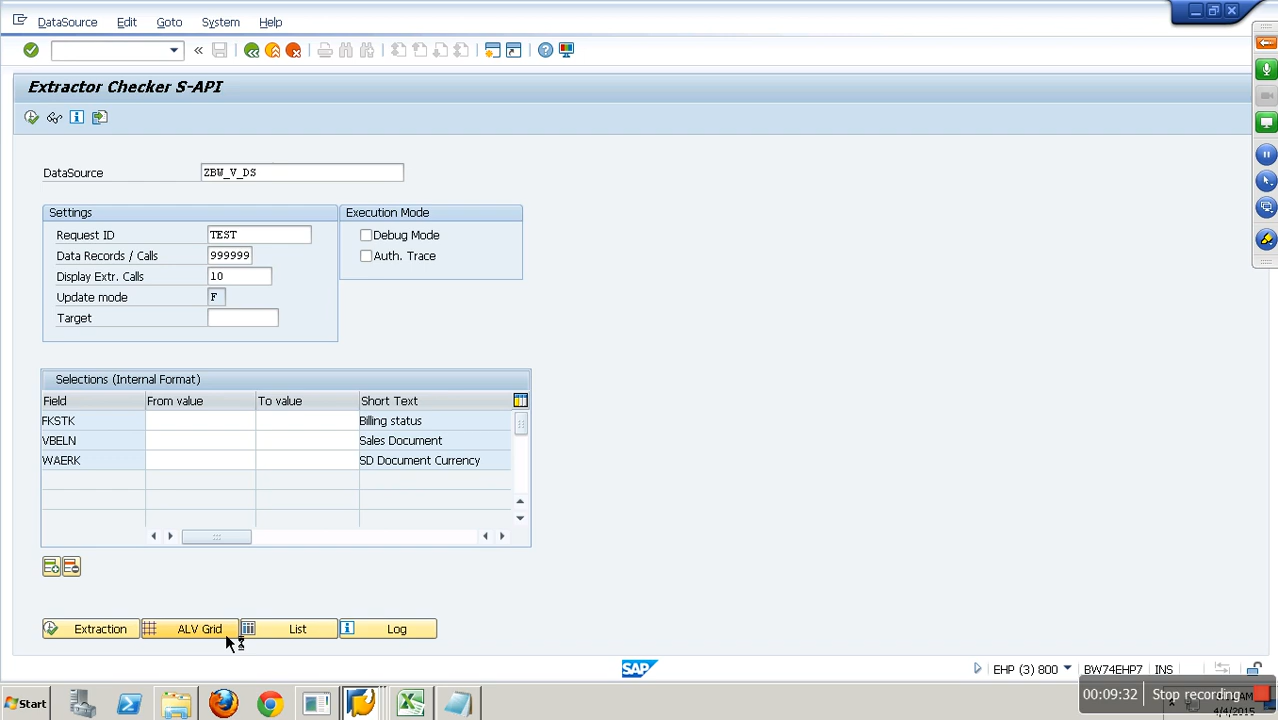 DataSource Edit Goto System Help
Extractor Checker S-API
DataSource ZBW_V_DS
Settings Execution Mode
Request ID TEST Debug Mode
Data Records / Calls 999999 Auth. Trace
Display Extr. Calls 10
Update mode F
Target
Selections (Internal Format)
Field From value To value Short Text
FKSTK Billing status
VBELN Sales Document
WAERK SD Document Currency
Extraction ALV Grid List Log
SAP EHP (3) 800 BW74EHP7 INS
Start 00:09:32 Stop recording
4/4/2015